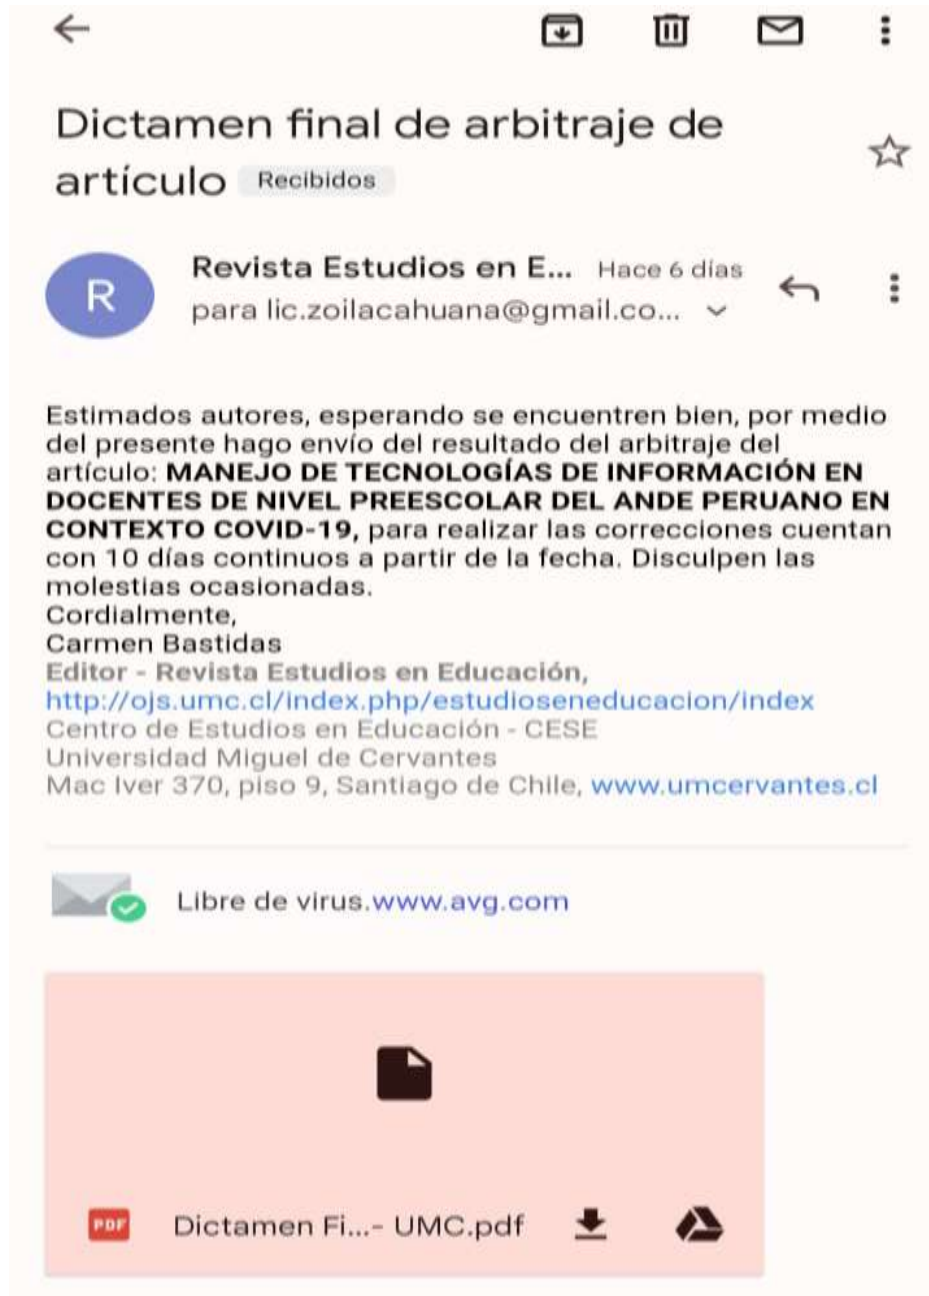 Dictamen final de arbitraje de
artículo Recibidos
R
Revista Estudios en E... Hace 6 días
para lic.zoilacahuana@gmail.co...
Estimados autores, esperando se encuentren bien, por medio
del presente hago envío del resultado del arbitraje del
artículo: MANEJO DE TECNOLOGÍAS DE INFORMACIÓN EN
DOCENTES DE NIVEL PREESCOLAR DEL ANDE PERUANO EN
CONTEXTO COVID-19, para realizar las correcciones cuentan
con 10 días continuos a partir de la fecha. Disculpen las
molestias ocasionadas.
Cordialmente,
Carmen Bastidas
Editor - Revista Estudios en Educación,
http://ojs.umc.cl/index.php/estudioseneducacion/index
Centro de Estudios en Educación - CESE
Universidad Miguel de Cervantes
Mac Iver 370, piso 9, Santiago de Chile, www.umcervantes.cl
Libre de virus.www.avg.com
PDF Dictamen Fi...- UMC.pdf